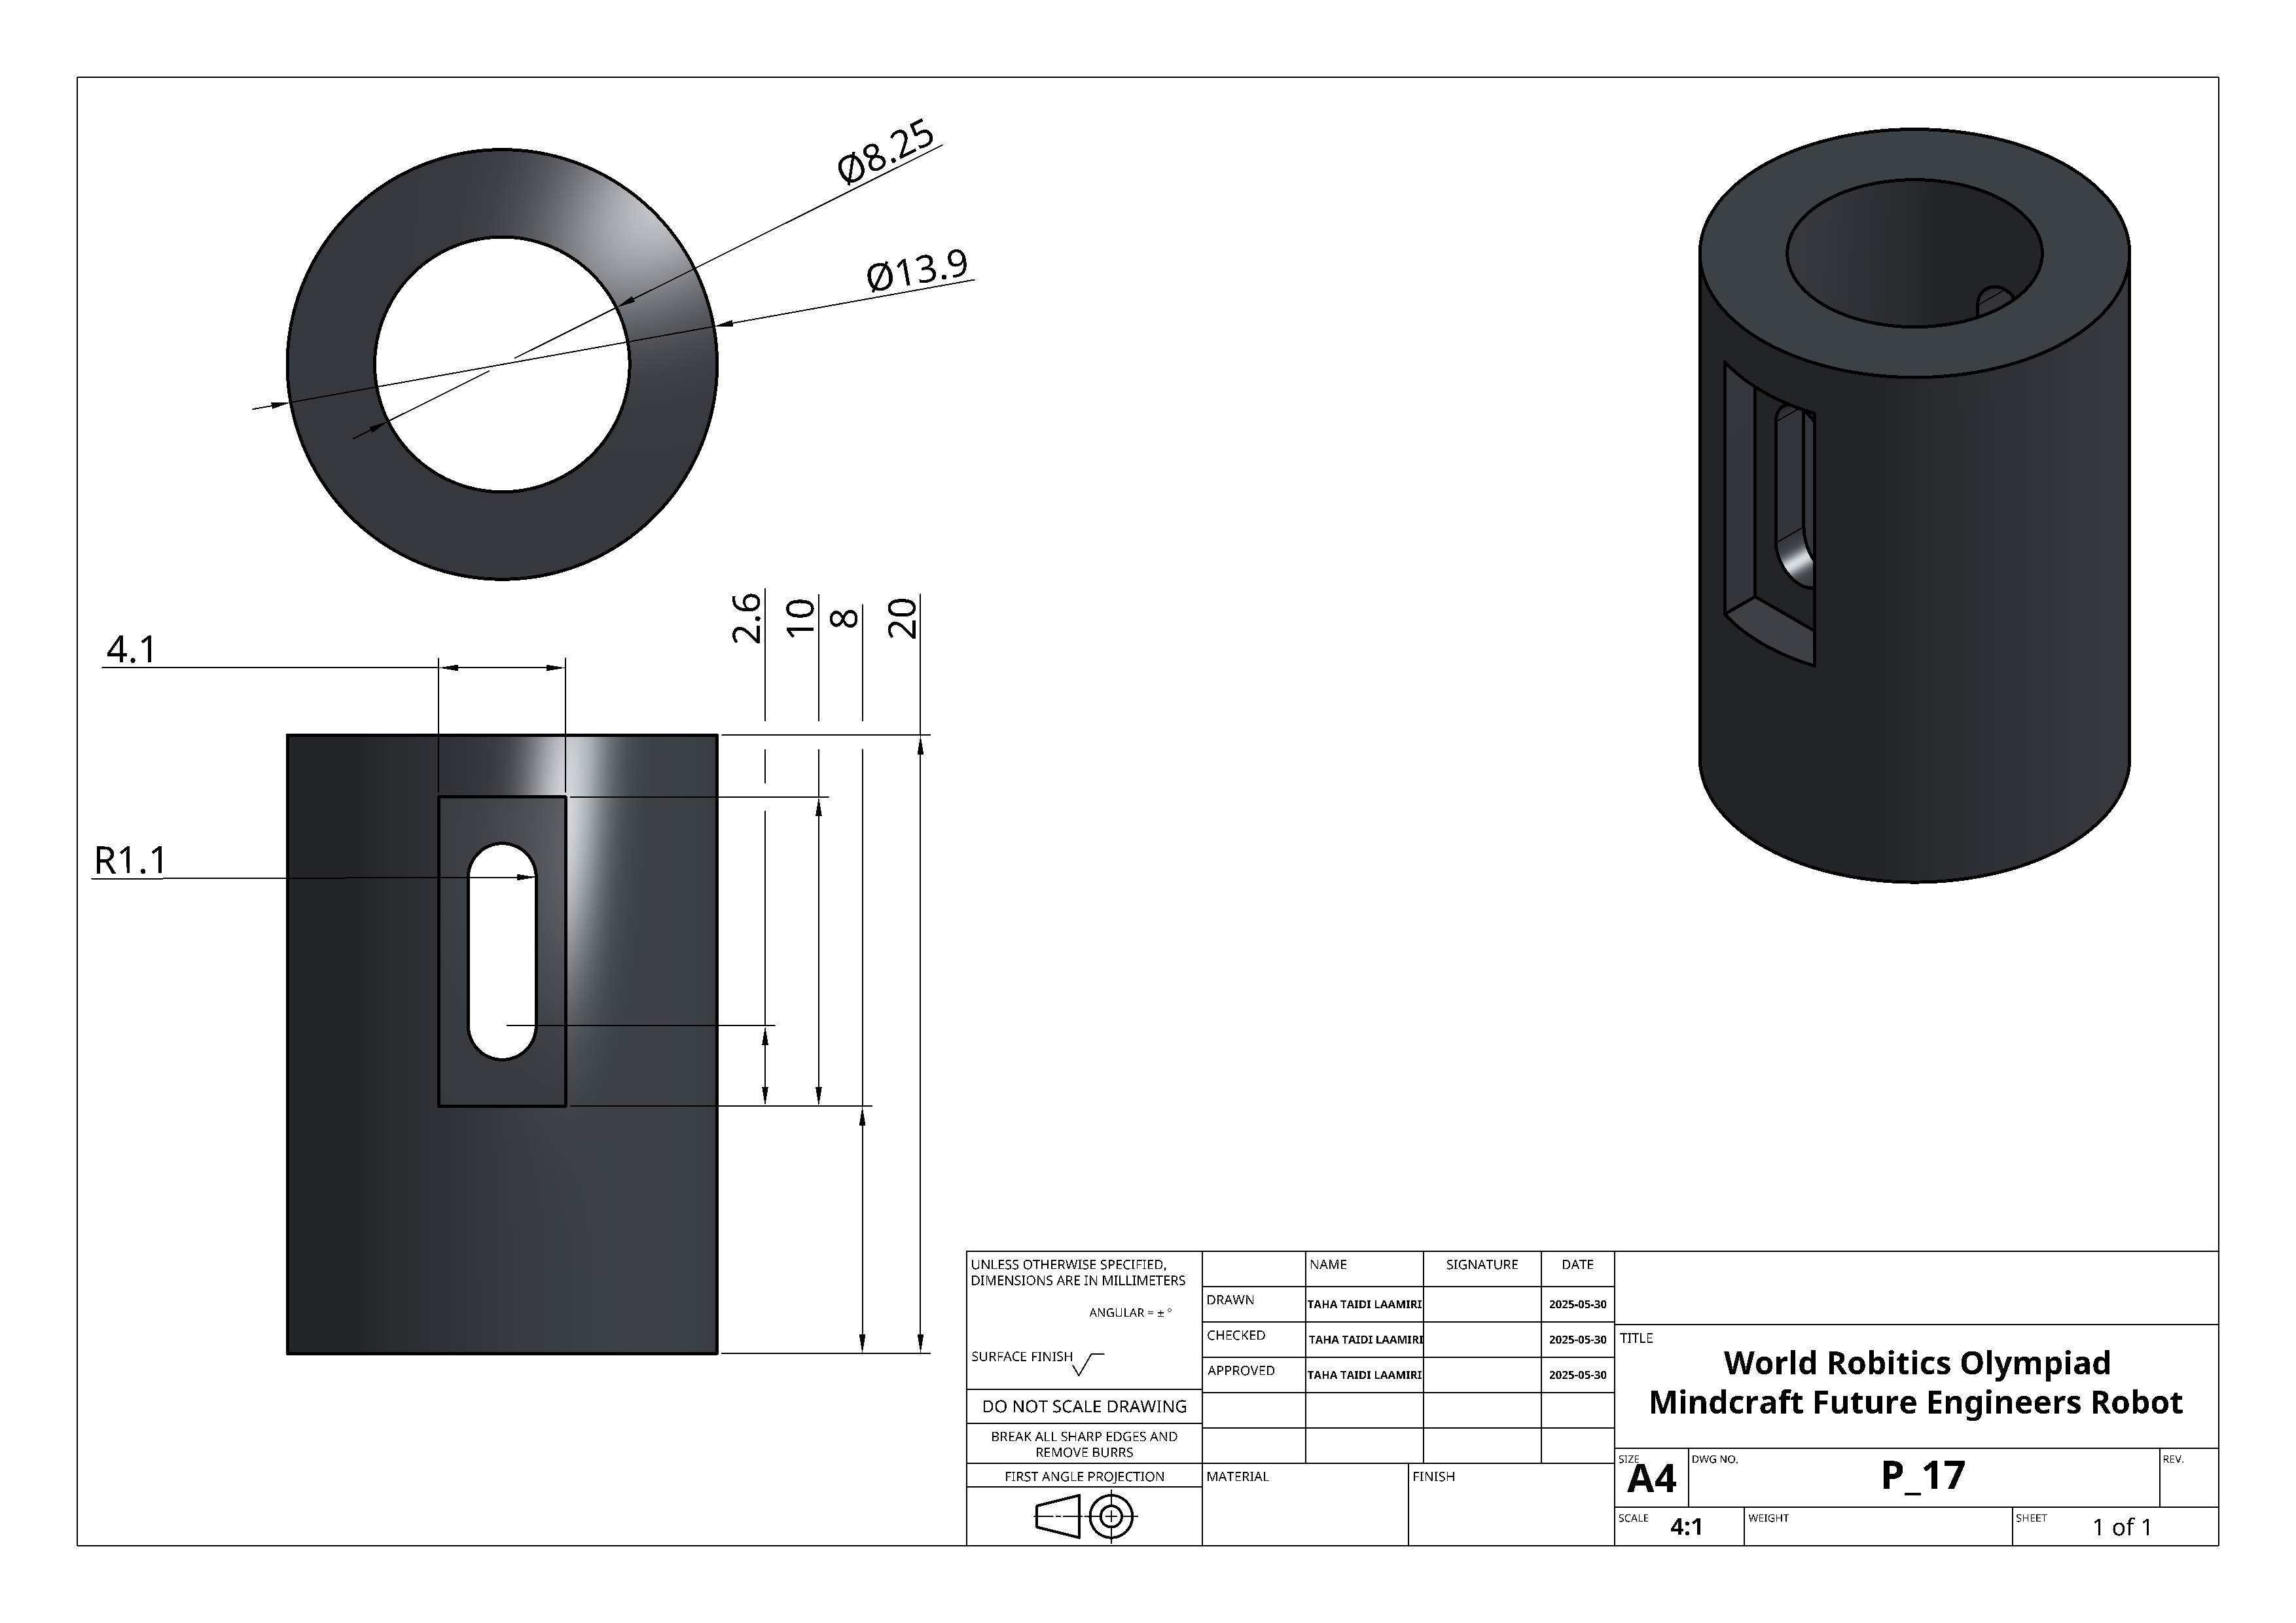 Ø8.25
Ø13.9
2.6
10
8
20
4.1
R1.1
UNLESS OTHERWISE SPECIFIED,
DIMENSIONS ARE IN MILLIMETERS
ANGULAR = ± °
SURFACE FINISH
DO NOT SCALE DRAWING
BREAK ALL SHARP EDGES AND
REMOVE BURRS
FIRST ANGLE PROJECTION
NAME SIGNATURE DATE
DRAWN TAHA TAIDI LAAMIRI 2025-05-30
CHECKED TAHA TAIDI LAAMIRI 2025-05-30
APPROVED TAHA TAIDI LAAMIRI 2025-05-30
MATERIAL FINISH
TITLE
World Robitics Olympiad
Mindcraft Future Engineers Robot
SIZE A4 DWG NO. P_17 REV.
SCALE 4:1 WEIGHT SHEET 1 of 1